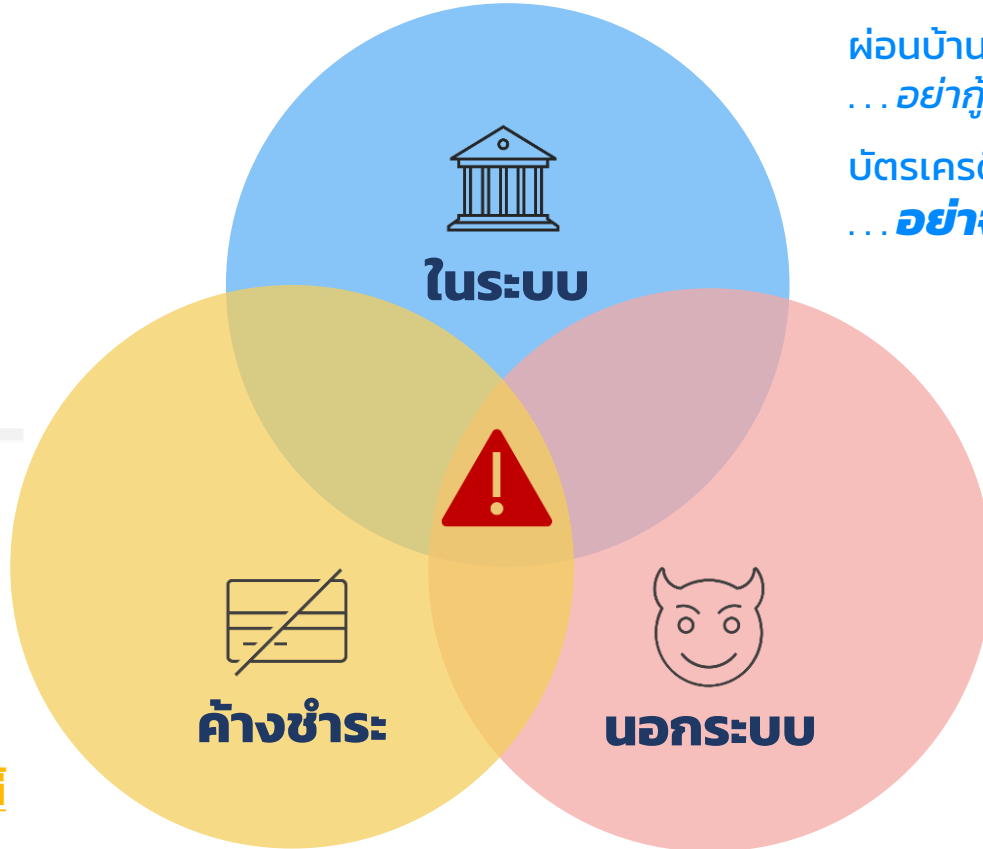 ผ่อนบ้าน
... อย่ากู้
บัตรเครดิ
... อย่า
ในระบบ
ค้างชำระ
นอกระบบ